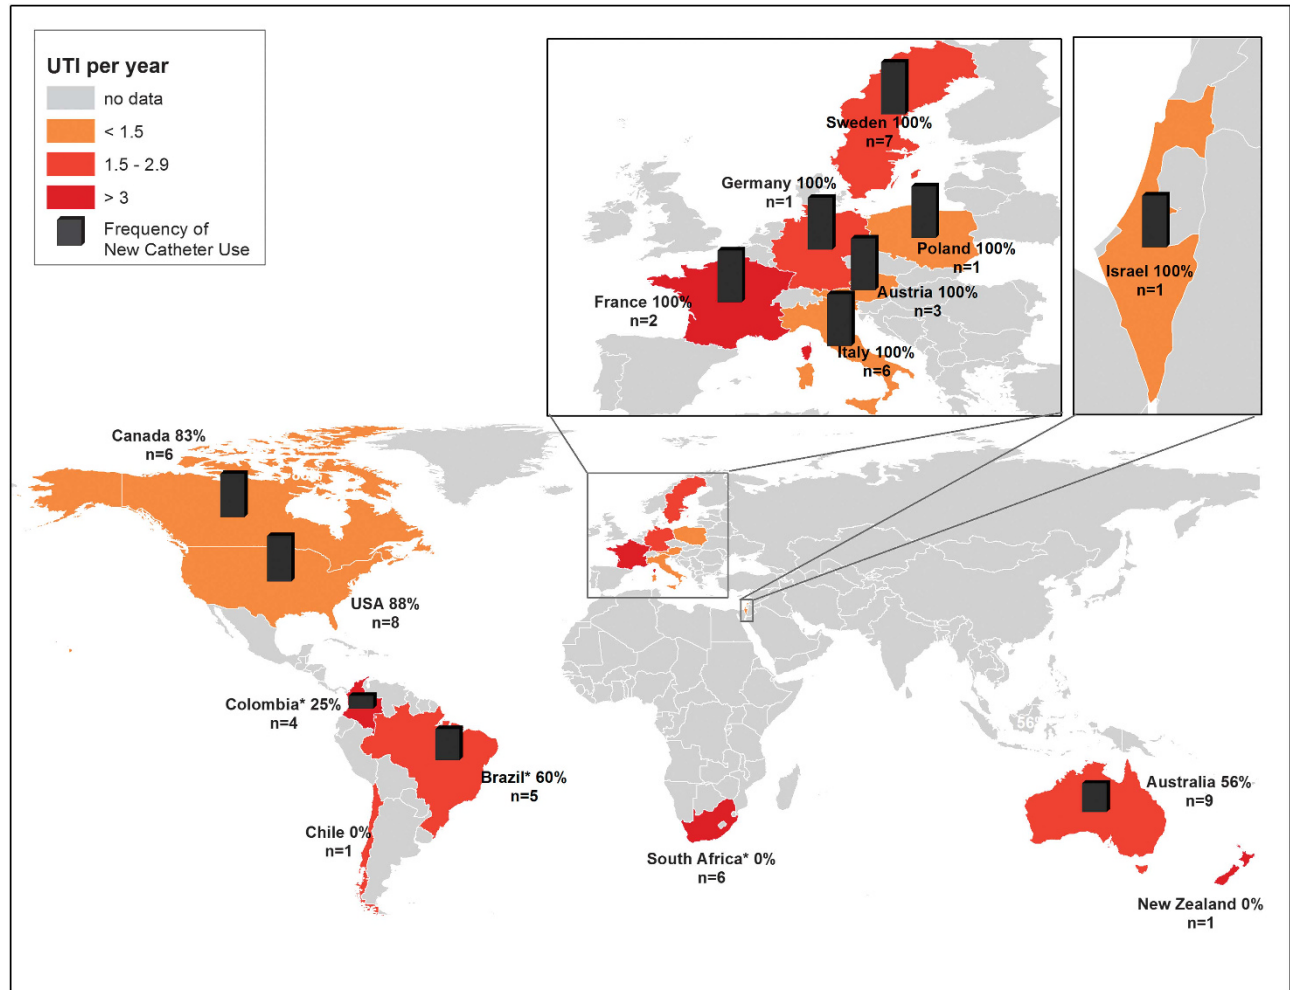 UTI per year
no data
< 1.5
1.5 - 2.9
> 3
Frequency of
New Catheter Use
Sweden 100%
n=7
Germany 100%
n=1
Poland 100%
n=1
Austria 100%
n=3
France 100%
n=2
Italy 100%
n=6
Israel 100%
n=1
Canada 83%
n=6
USA 88%
n=8
Colombia* 25%
n=4
Brazil* 60%
n=5
Chile 0%
n=1
South Africa* 0%
n=6
56%
Australia 56%
n=9
New Zealand 0%
n=1